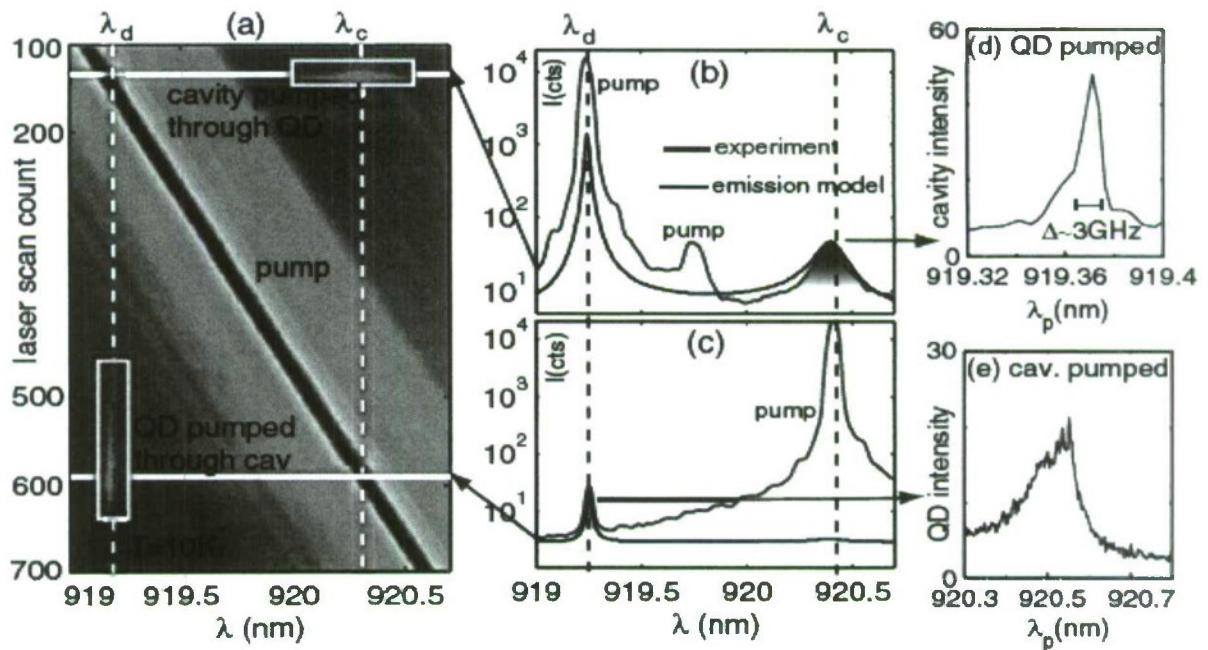 λd
(a)
λc
100
200
500
600
700
laser scan count
cavity pumped
through QD
pump
QD pumped
through cav
T=10K
919
919.5
920
920.5
λ (nm)
λd
λc
(b)
I(cts)
10^4
10^3
10^2
10^1
pump
experiment
emission model
pump
(c)
I(cts)
10^4
10^3
10^2
10^1
pump
919
919.5
920
920.5
λ (nm)
(d) QD pumped
60
0
cavity intensity
Δ~3GHz
919.32
919.36
919.4
λp(nm)
(e) cav. pumped
30
0
QD intensity
920.3
920.5
920.7
λp(nm)